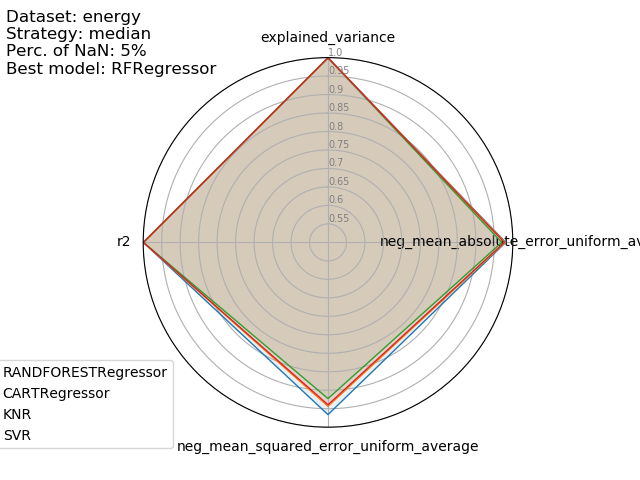 Dataset: energy
Strategy: median
Perc. of NaN: 5%
Best model: RFRegressor
explained_variance
1.0
0.95
0.9
0.85
0.8
0.75
0.7
0.65
0.6
0.55
r2
neg_mean_absolute_error_uniform_av
RANDFORESTRegressor
CARTRegressor
KNR
SVR
neg_mean_squared_error_uniform_average